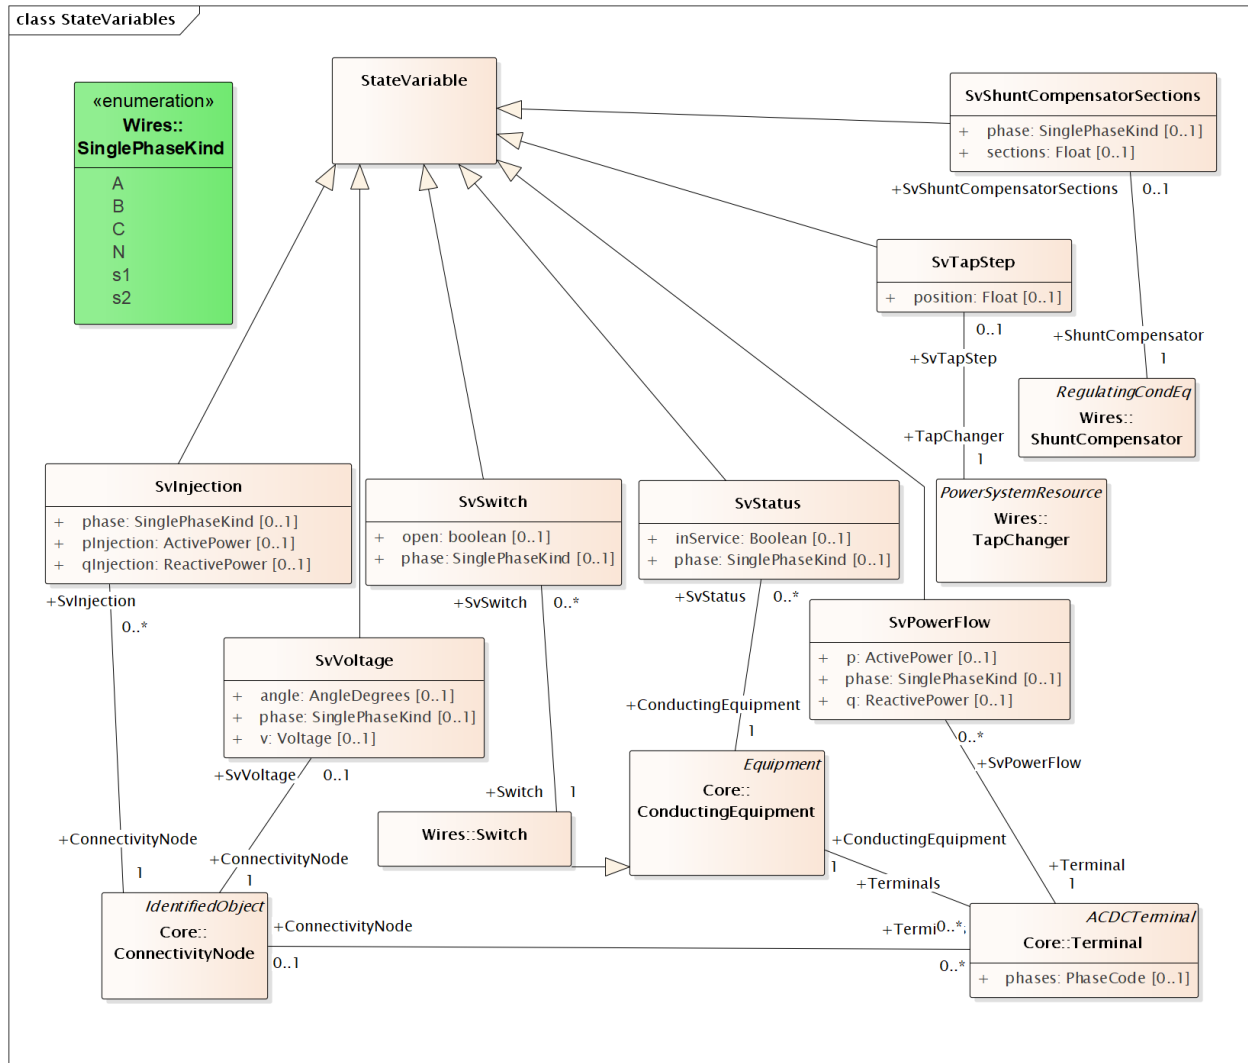 class StateVariables
StateVariable
«enumeration»
Wires::
SinglePhaseKind
A
B
C
N
s1
s2
SvShuntCompensatorSections
+ phase: SinglePhaseKind [0..1]
+ sections: Float [0..1]
+SvShuntCompensatorSections 0..1
SvTapStep
+ position: Float [0..1]
0..1
+SvTapStep
+ShuntCompensator
1
RegulatingCondEq
Wires::
ShuntCompensator
+TapChanger
1
PowerSystemResource
Wires::
TapChanger
SvInjection
+ phase: SinglePhaseKind [0..1]
+ pInjection: ActivePower [0..1]
+ qInjection: ReactivePower [0..1]
+SvInjection
0..*
SvSwitch
+ open: boolean [0..1]
+ phase: SinglePhaseKind [0..1]
+SvSwitch 0..*
SvStatus
+ inService: Boolean [0..1]
+ phase: SinglePhaseKind [0..1]
+SvStatus 0..*
SvPowerFlow
+ p: ActivePower [0..1]
+ phase: SinglePhaseKind [0..1]
+ q: ReactivePower [0..1]
0..*
+SvPowerFlow
SvVoltage
+ angle: AngleDegrees [0..1]
+ phase: SinglePhaseKind [0..1]
+ v: Voltage [0..1]
+SvVoltage 0..1
+ConductingEquipment
1
Equipment
Core::
ConductingEquipment
+Switch 1
Wires::Switch
+ConnectivityNode
1
+ConnectivityNode
1
+ConductingEquipment
1
+Terminals
+Terminal
1
IdentifiedObject
Core::
ConnectivityNode
+ConnectivityNode
0..1
+Termi 0..*
0..*
ACDCTerminal
Core::Terminal
+ phases: PhaseCode [0..1]